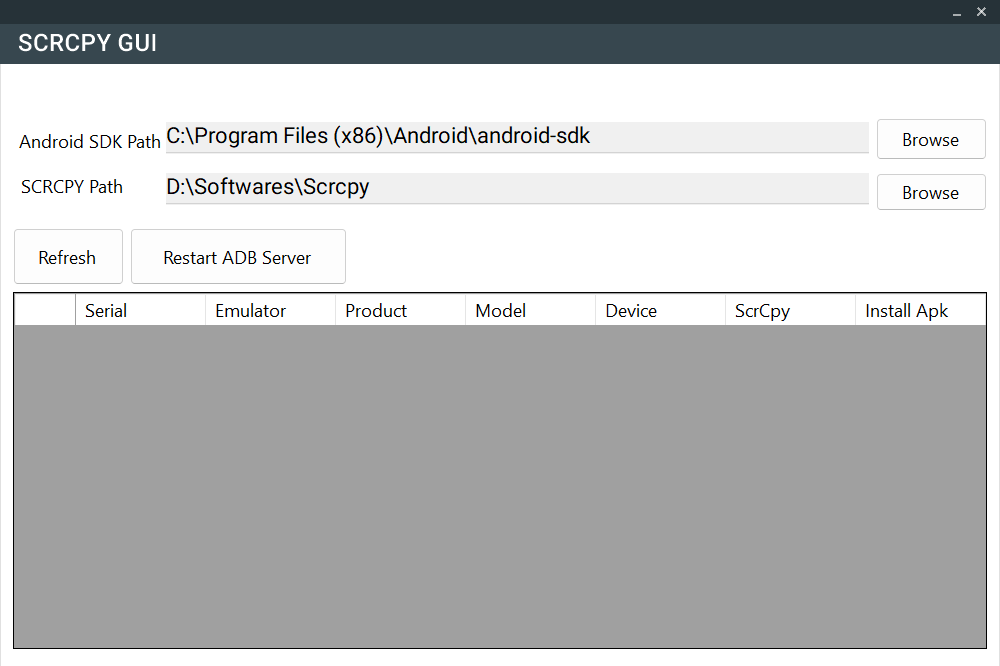 SCRCPY GUI
Android SDK Path C:\Program Files (x86)\Android\android-sdk Browse
SCRCPY Path D:\Softwares\Scrcpy Browse
Refresh Restart ADB Server
Serial Emulator Product Model Device ScrCpy Install Apk